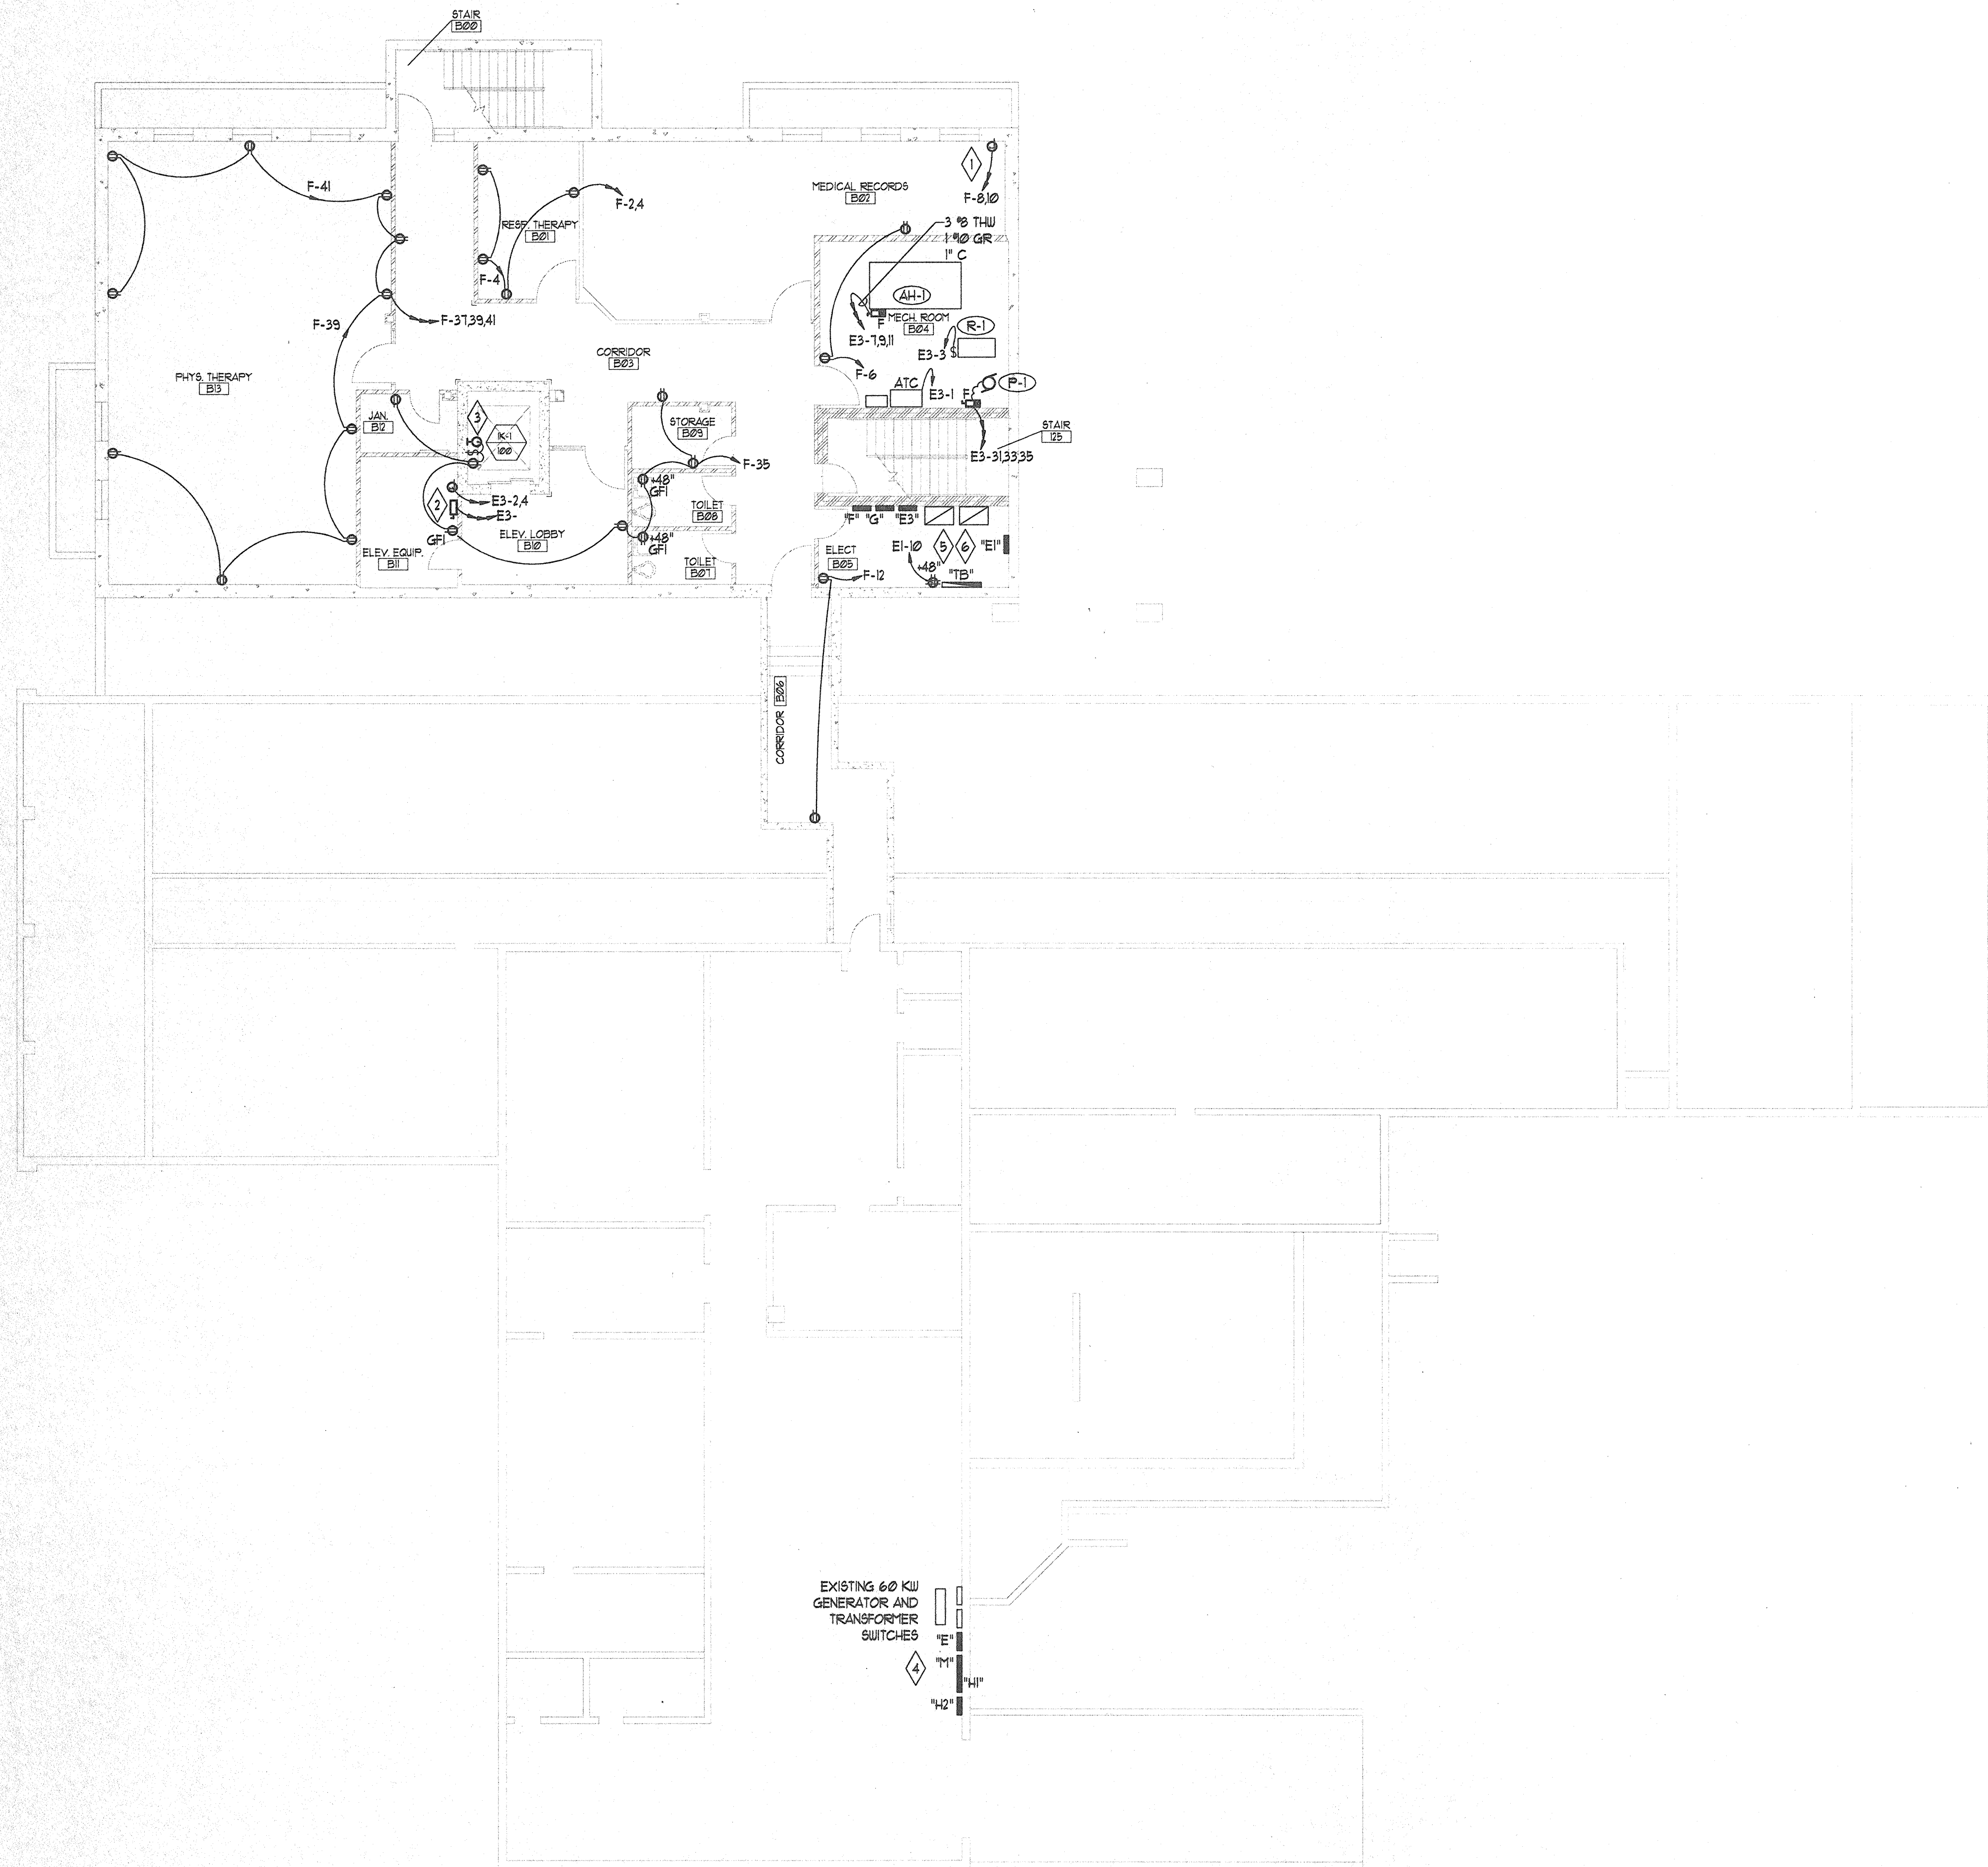 STAIR
B00
F-41
F-2,4
RESP. THERAPY
B01
F-4
MEDICAL RECORDS
B02
1
F-8,10
3 #8 THW
1 #10 GR
1" C
AH-1
F
MECH. ROOM
B04
E3-7,9,11
R-1
E3-3
$
F-39
F-37,39,41
CORRIDOR
B03
F-6
PHYS. THERAPY
B13
ATC
E3-1
F
P-1
JAN.
B12
3
K-1
100
$
STORAGE
B09
STAIR
125
E3-31,33,35
F-35
+48"
GFI
2
E3-2,4
E3-
TOILET
B08
"F"
"G"
"E3"
GFI
ELEV. LOBBY
B10
+48"
GFI
ELEV. EQUIP.
B11
TOILET
B07
ELECT
B05
E1-10
5
6
"E1"
+48"
"TB"
F-12
CORRIDOR B06
EXISTING 60 KW
GENERATOR AND
TRANSFORMER
SWITCHES
"E"
4
"M"
"H1"
"H2"